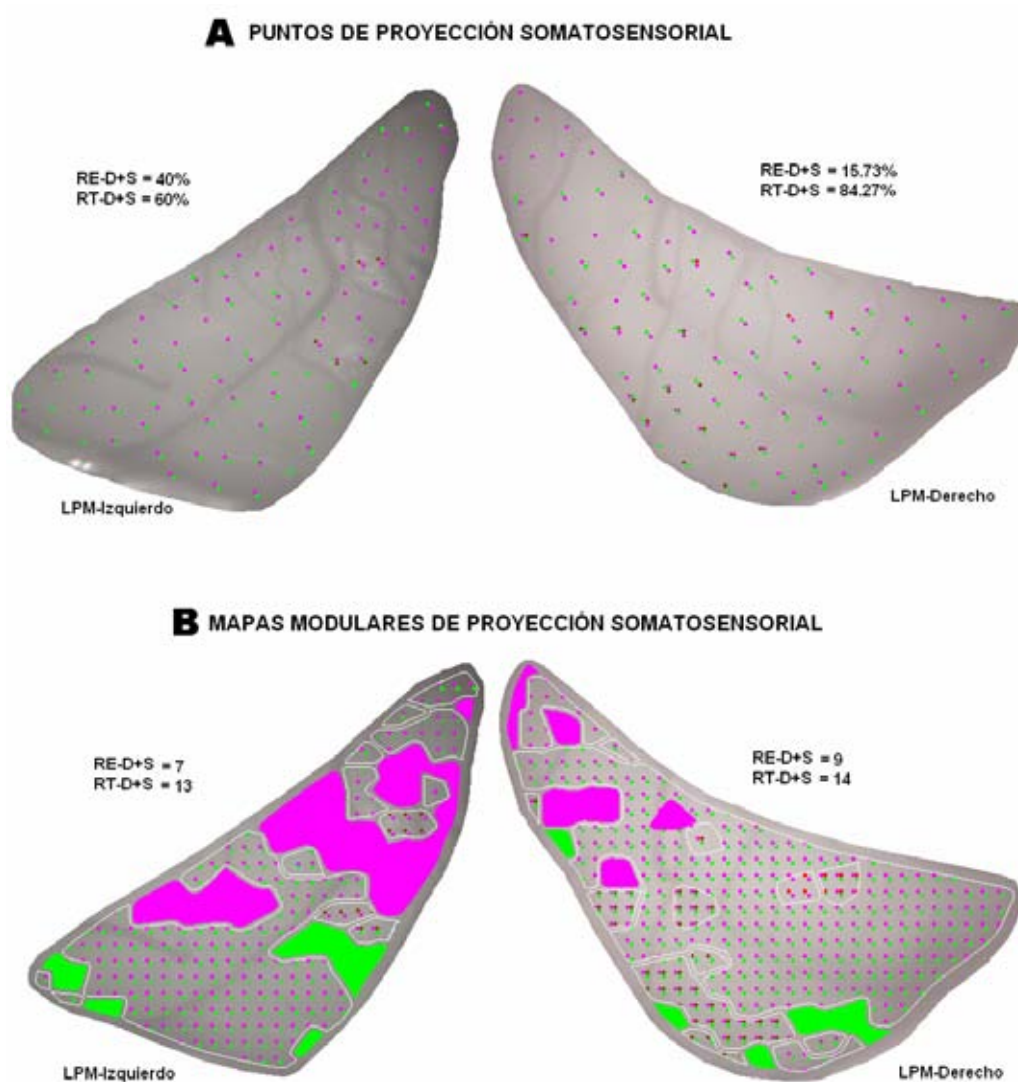 A PUNTOS DE PROYECCIÓN SOMATOSENSORIAL
RE-D+S = 40%
RT-D+S = 60%
RE-D+S = 15.73%
RT-D+S = 84.27%
LPM-Izquierdo
LPM-Derecho
B MAPAS MODULARES DE PROYECCIÓN SOMATOSENSORIAL
RE-D+S = 7
RT-D+S = 13
RE-D+S = 9
RT-D+S = 14
LPM-Izquierdo
LPM-Derecho